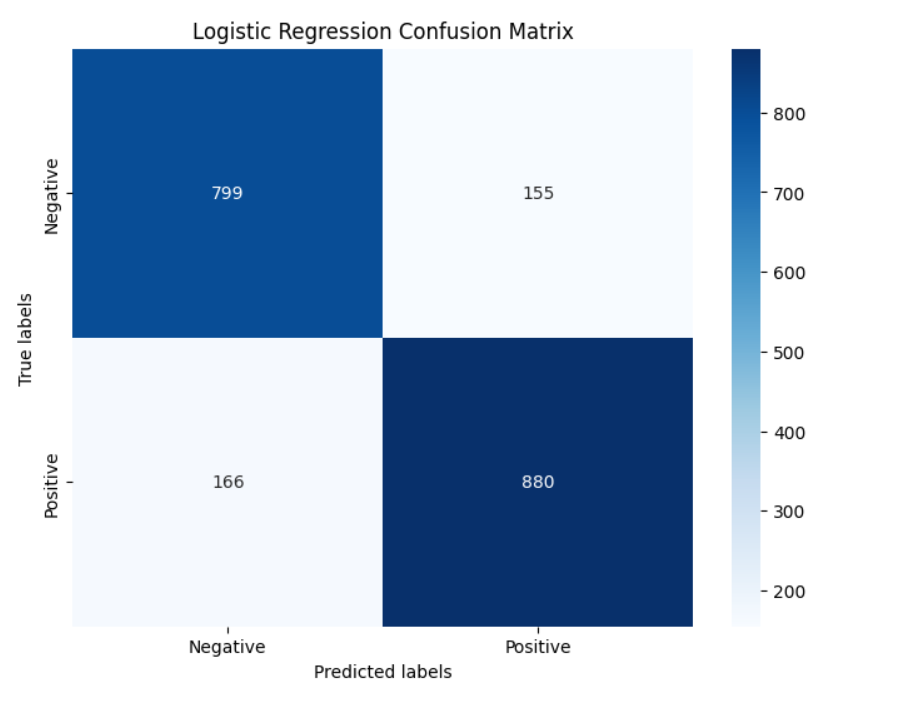 Logistic Regression Confusion Matrix
True labels
Negative
Positive
799
155
166
880
Negative
Positive
Predicted labels
800
700
600
500
400
300
200